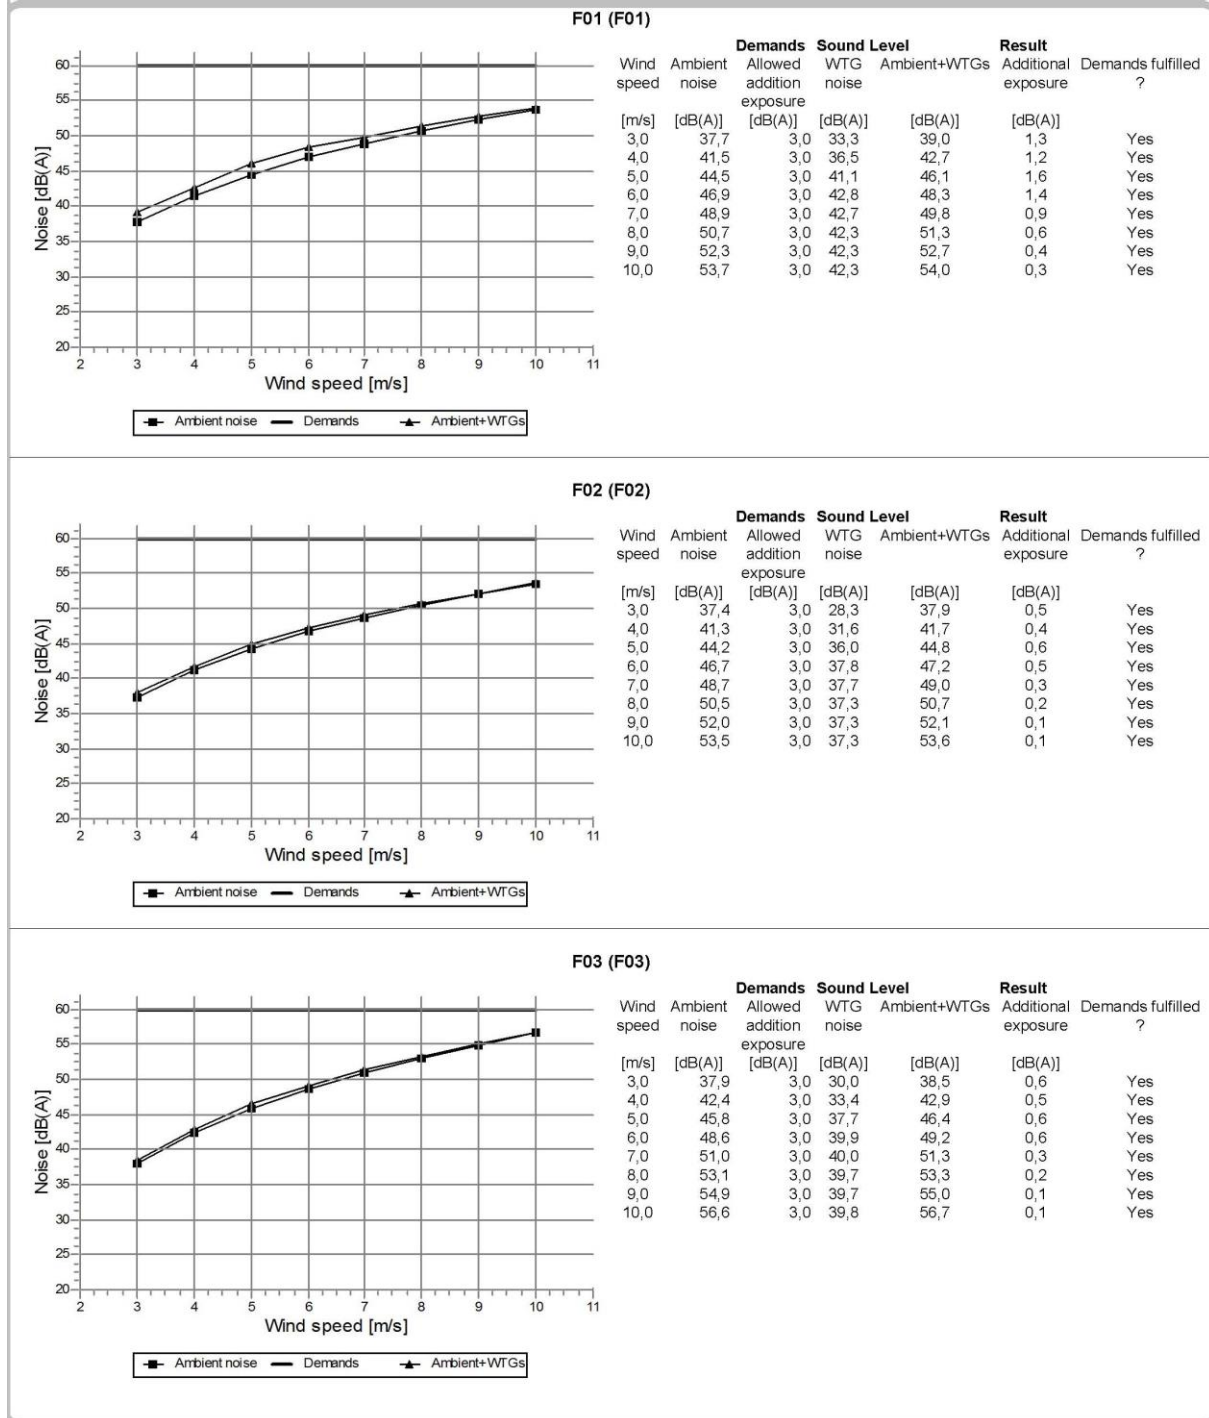 F01 (F01)
Demands Sound Level Result
Wind Ambient Allowed WTG Ambient+WTGs Additional Demands fulfilled
speed noise addition noise exposure ?
exposure
[m/s] [dB(A)] [dB(A)] [dB(A)] [dB(A)] [dB(A)]
3,0 37,7 3,0 33,3 39,0 1,3 Yes
4,0 41,5 3,0 36,5 42,7 1,2 Yes
5,0 44,5 3,0 41,1 46,1 1,6 Yes
6,0 46,9 3,0 42,8 48,3 1,4 Yes
7,0 48,9 3,0 42,7 49,8 0,9 Yes
8,0 50,7 3,0 42,3 51,3 0,6 Yes
9,0 52,3 3,0 42,3 52,7 0,4 Yes
10,0 53,7 3,0 42,3 54,0 0,3 Yes
Noise [dB(A)]
60
55
50
45
40
35
30
25
20
2 3 4 5 6 7 8 9 10 11
Wind speed [m/s]
Ambient noise Demands Ambient+WTGs
F02 (F02)
Demands Sound Level Result
Wind Ambient Allowed WTG Ambient+WTGs Additional Demands fulfilled
speed noise addition noise exposure ?
exposure
[m/s] [dB(A)] [dB(A)] [dB(A)] [dB(A)] [dB(A)]
3,0 37,4 3,0 28,3 37,9 0,5 Yes
4,0 41,3 3,0 31,6 41,7 0,4 Yes
5,0 44,2 3,0 36,0 44,8 0,6 Yes
6,0 46,7 3,0 37,8 47,2 0,5 Yes
7,0 48,7 3,0 37,7 49,0 0,3 Yes
8,0 50,5 3,0 37,3 50,7 0,2 Yes
9,0 52,0 3,0 37,3 52,1 0,1 Yes
10,0 53,5 3,0 37,3 53,6 0,1 Yes
Noise [dB(A)]
60
55
50
45
40
35
30
25
20
2 3 4 5 6 7 8 9 10 11
Wind speed [m/s]
Ambient noise Demands Ambient+WTGs
F03 (F03)
Demands Sound Level Result
Wind Ambient Allowed WTG Ambient+WTGs Additional Demands fulfilled
speed noise addition noise exposure ?
exposure
[m/s] [dB(A)] [dB(A)] [dB(A)] [dB(A)] [dB(A)]
3,0 37,9 3,0 30,0 38,5 0,6 Yes
4,0 42,4 3,0 33,4 42,9 0,5 Yes
5,0 45,8 3,0 37,7 46,4 0,6 Yes
6,0 48,6 3,0 39,9 49,2 0,6 Yes
7,0 51,0 3,0 40,0 51,3 0,3 Yes
8,0 53,1 3,0 39,7 53,3 0,2 Yes
9,0 54,9 3,0 39,7 55,0 0,1 Yes
10,0 56,6 3,0 39,8 56,7 0,1 Yes
Noise [dB(A)]
60
55
50
45
40
35
30
25
20
2 3 4 5 6 7 8 9 10 11
Wind speed [m/s]
Ambient noise Demands Ambient+WTGs